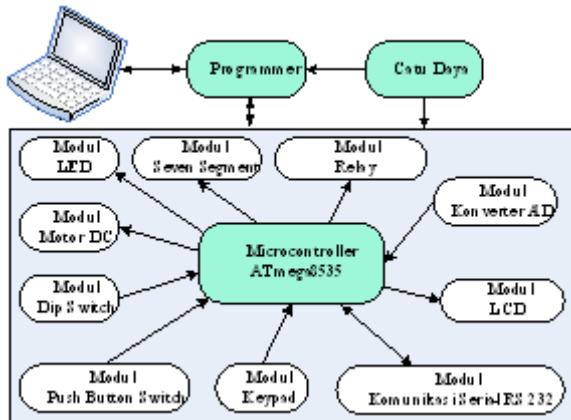 Programmer
Catu Daya
Modul
LED
Modul
Seven Segment
Modul
Relay
Modul
Konverter AD
Modul
Motor DC
Microcontroller
ATmega8535
Modul
Dip Switch
Modul
LCD
Modul
Push Button Switch
Modul
Keypad
Modul
Komunikasi Serial RS 232